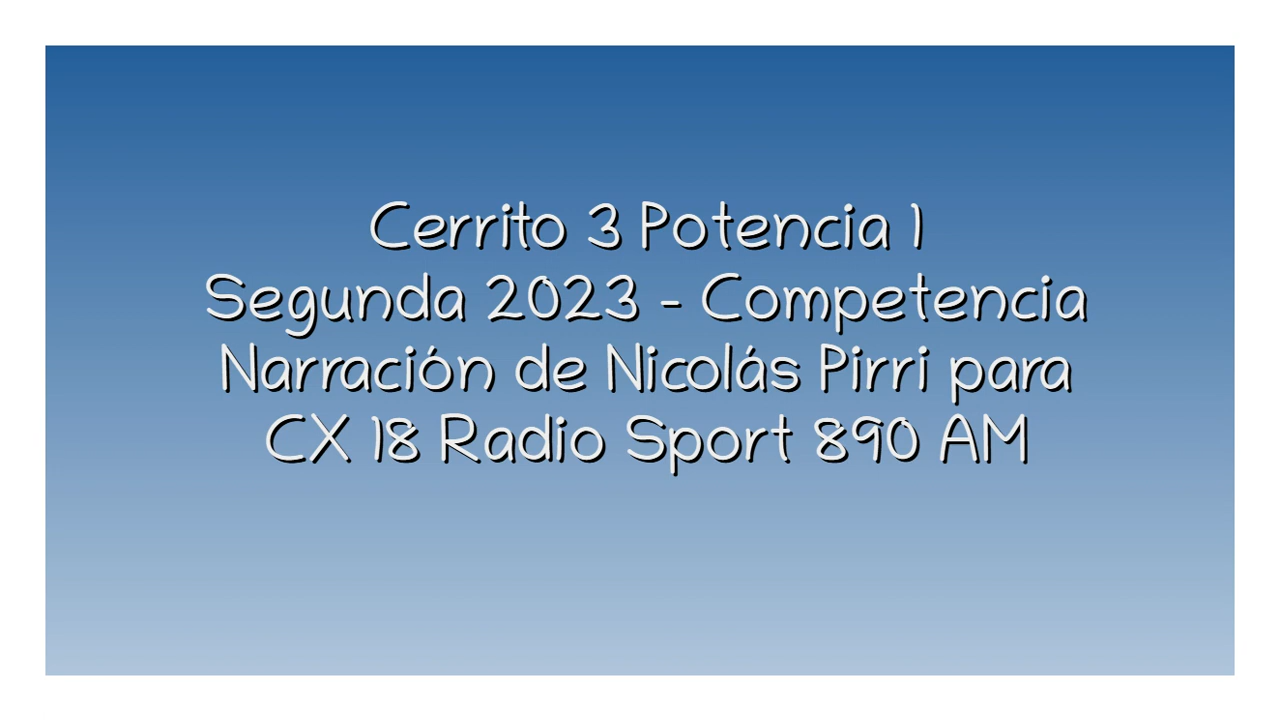 Cerrito 3 Potencia 1
Segunda 2023 - Competencia
Narración de Nicolás Pirri para
CX 18 Radio Sport 890 AM